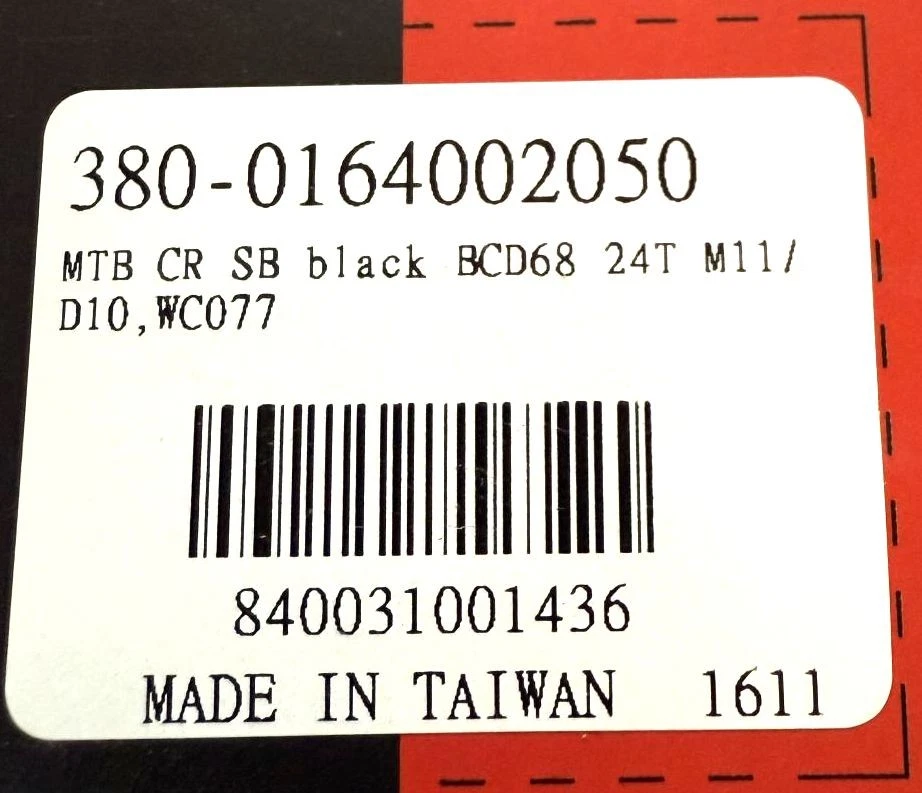 380-0164002050
MTB CR SB black BCD68 24T M11/
D10,WC077
840031001436
MADE IN TAIWAN 1611